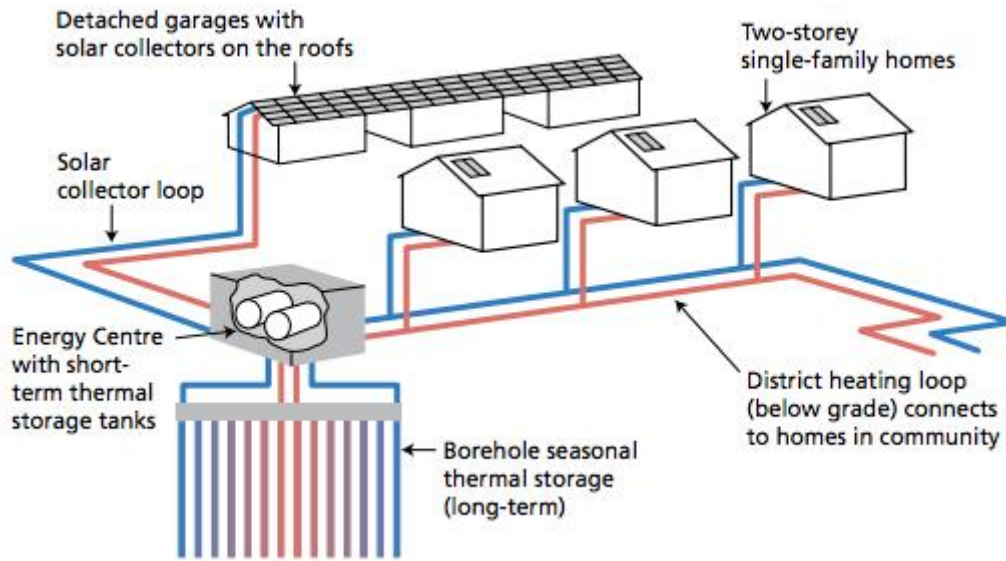 Detached garages with
solar collectors on the roofs
Two-storey
single-family homes
Solar
collector loop
Energy Centre
with short-
term thermal
storage tanks
District heating loop
(below grade) connects
to homes in community
Borehole seasonal
thermal storage
(long-term)